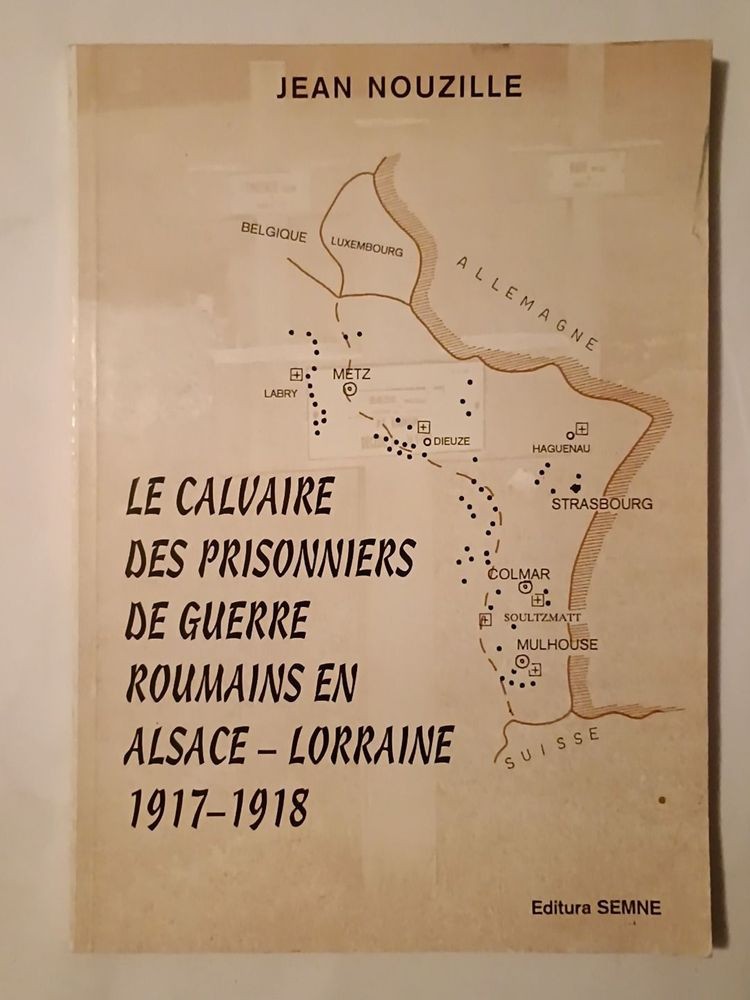 JEAN NOUZILLE
BELGIQUE
LUXEMBOURG
ALLEMAGNE
METZ
LABRY
DIEUZE
HAGUENAU
STRASBOURG
LE CALVAIRE
DES PRISONNIERS
DE GUERRE
ROUMAINS EN
ALSACE – LORRAINE
1917–1918
COLMAR
SOULTZMATT
MULHOUSE
SUISSE
Editura SEMNE